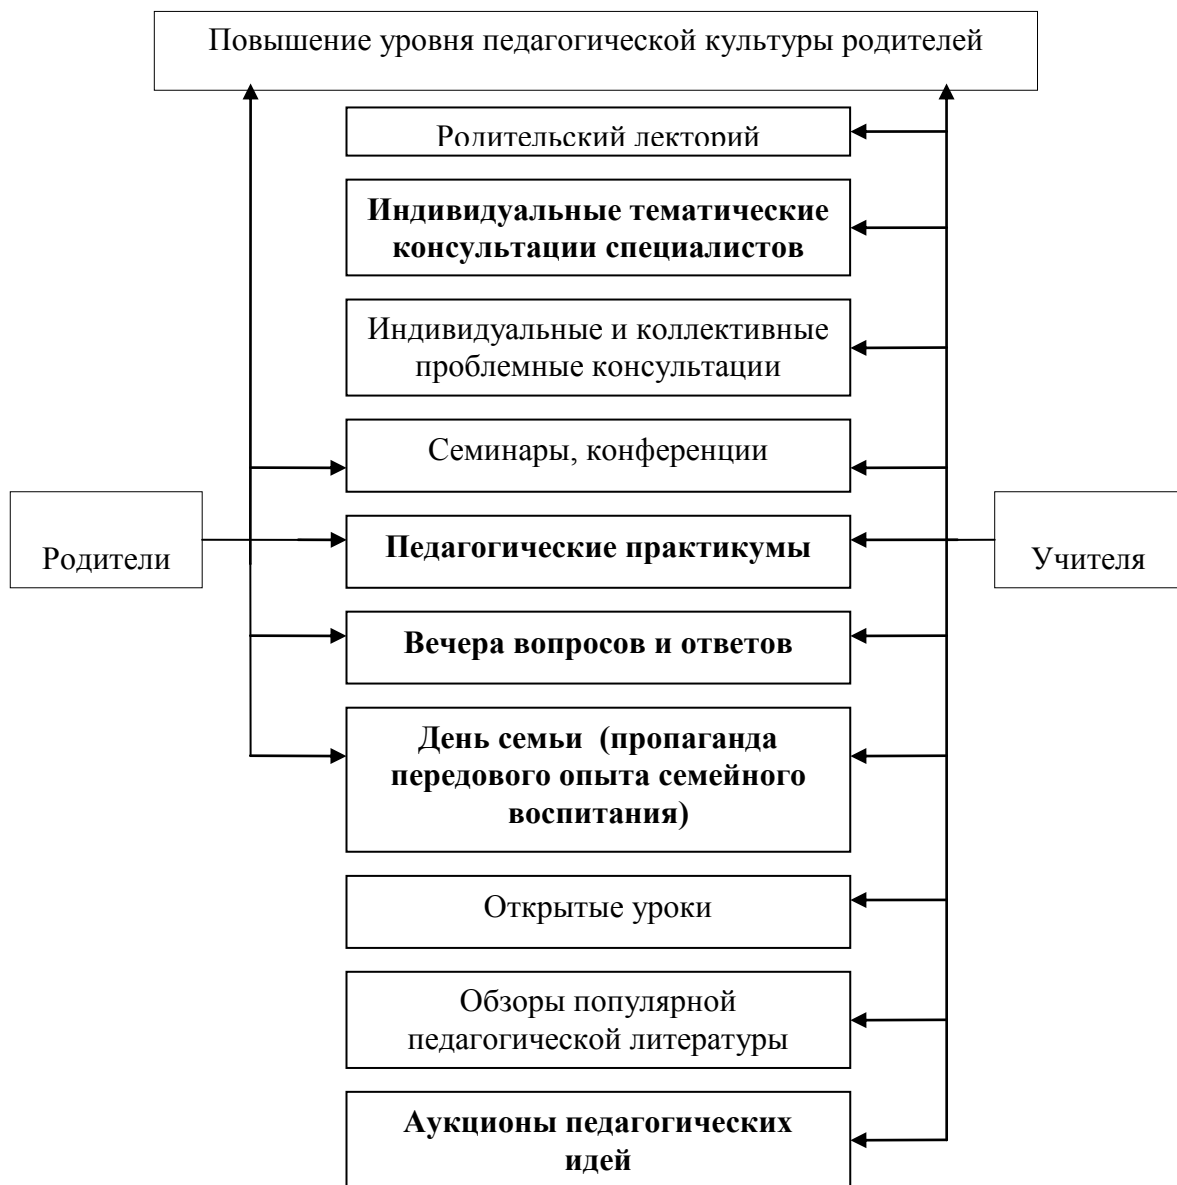 Повышение уровня педагогической культуры родителей
Родительский лекторий
Индивидуальные тематические
консультации специалистов
Индивидуальные и коллективные
проблемные консультации
Семинары, конференции
Родители
Педагогические практикумы
Учителя
Вечера вопросов и ответов
День семьи (пропаганда
передового опыта семейного
воспитания)
Открытые уроки
Обзоры популярной
педагогической литературы
Аукционы педагогических
идей